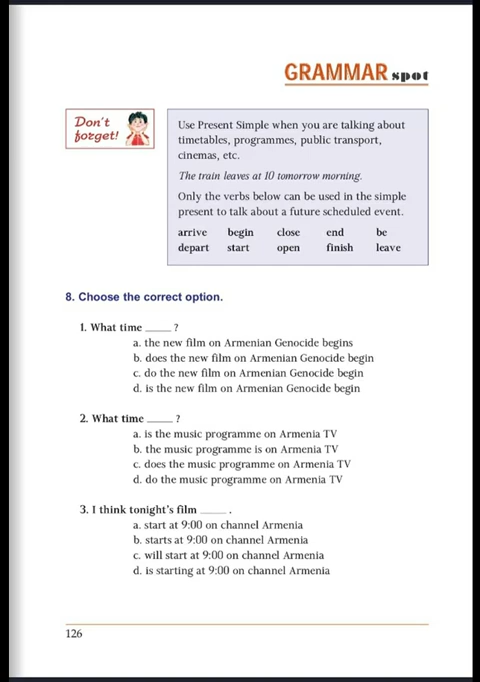 GRAMMAR spot
Don't
forget!
Use Present Simple when you are talking about
timetables, programmes, public transport,
cinemas, etc.
The train leaves at 10 tomorrow morning.
Only the verbs below can be used in the simple
present to talk about a future scheduled event.
arrive begin close end be
depart start open finish leave
8. Choose the correct option.
1. What time _____ ?
a. the new film on Armenian Genocide begins
b. does the new film on Armenian Genocide begin
c. do the new film on Armenian Genocide begin
d. is the new film on Armenian Genocide begin
2. What time _____ ?
a. is the music programme on Armenia TV
b. the music programme is on Armenia TV
c. does the music programme on Armenia TV
d. do the music programme on Armenia TV
3. I think tonight's film _____ .
a. start at 9:00 on channel Armenia
b. starts at 9:00 on channel Armenia
c. will start at 9:00 on channel Armenia
d. is starting at 9:00 on channel Armenia
126